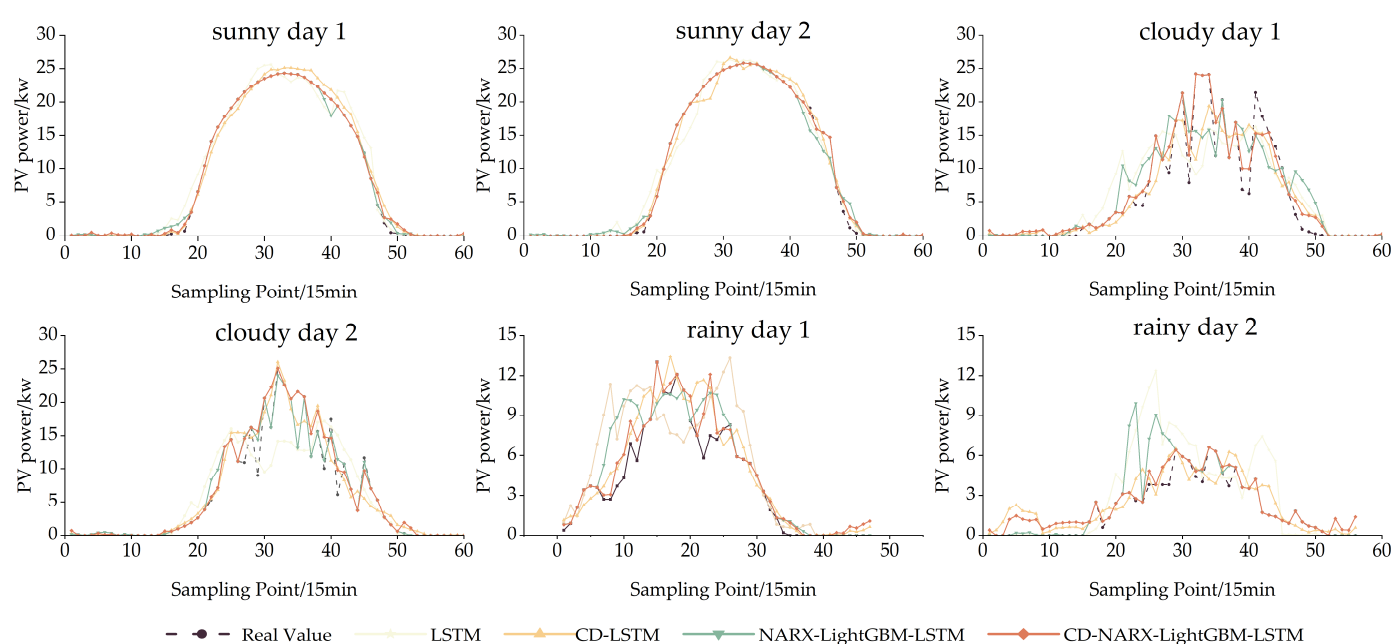 sunny day 1
sunny day 2
cloudy day 1
30
25
20
15
10
5
0
PV power/kw
0 10 20 30 40 50 60
Sampling Point/15min
30
25
20
15
10
5
0
PV power/kw
0 10 20 30 40 50 60
Sampling Point/15min
30
25
20
15
10
5
0
PV power/kw
0 10 20 30 40 50 60
Sampling Point/15min
cloudy day 2
rainy day 1
rainy day 2
30
25
20
15
10
5
0
PV power/kw
0 10 20 30 40 50 60
Sampling Point/15min
15
12
9
6
3
0
PV power/kw
0 10 20 30 40 50
Sampling Point/15min
15
12
9
6
3
0
PV power/kw
0 10 20 30 40 50 60
Sampling Point/15min
Real Value LSTM CD-LSTM NARX-LightGBM-LSTM CD-NARX-LightGBM-LSTM